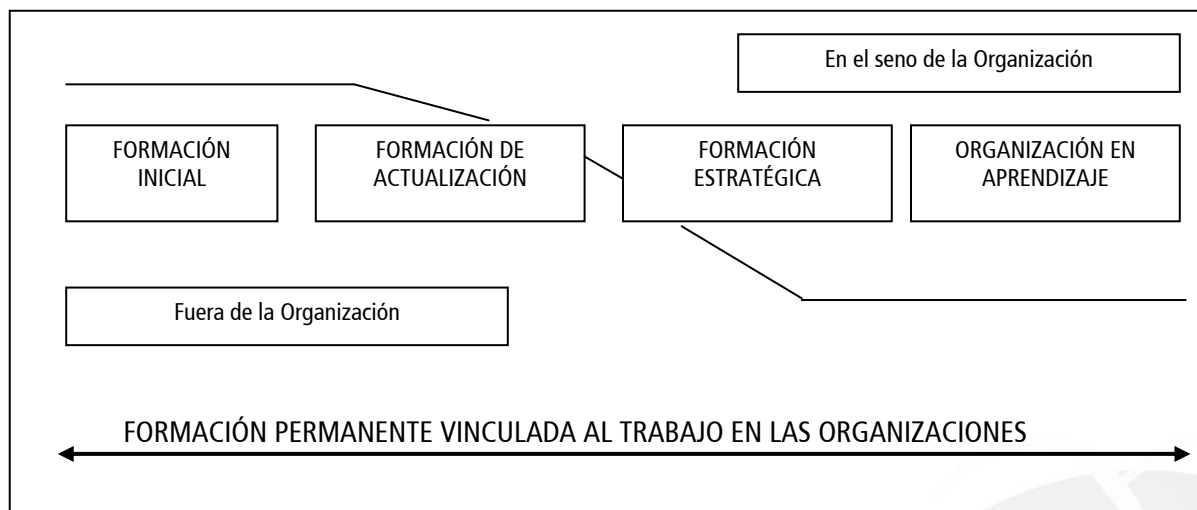 En el seno de la Organización
FORMACIÓN
INICIAL
FORMACIÓN DE
ACTUALIZACIÓN
FORMACIÓN
ESTRATÉGICA
ORGANIZACIÓN EN
APRENDIZAJE
Fuera de la Organización
FORMACIÓN PERMANENTE VINCULADA AL TRABAJO EN LAS ORGANIZACIONES